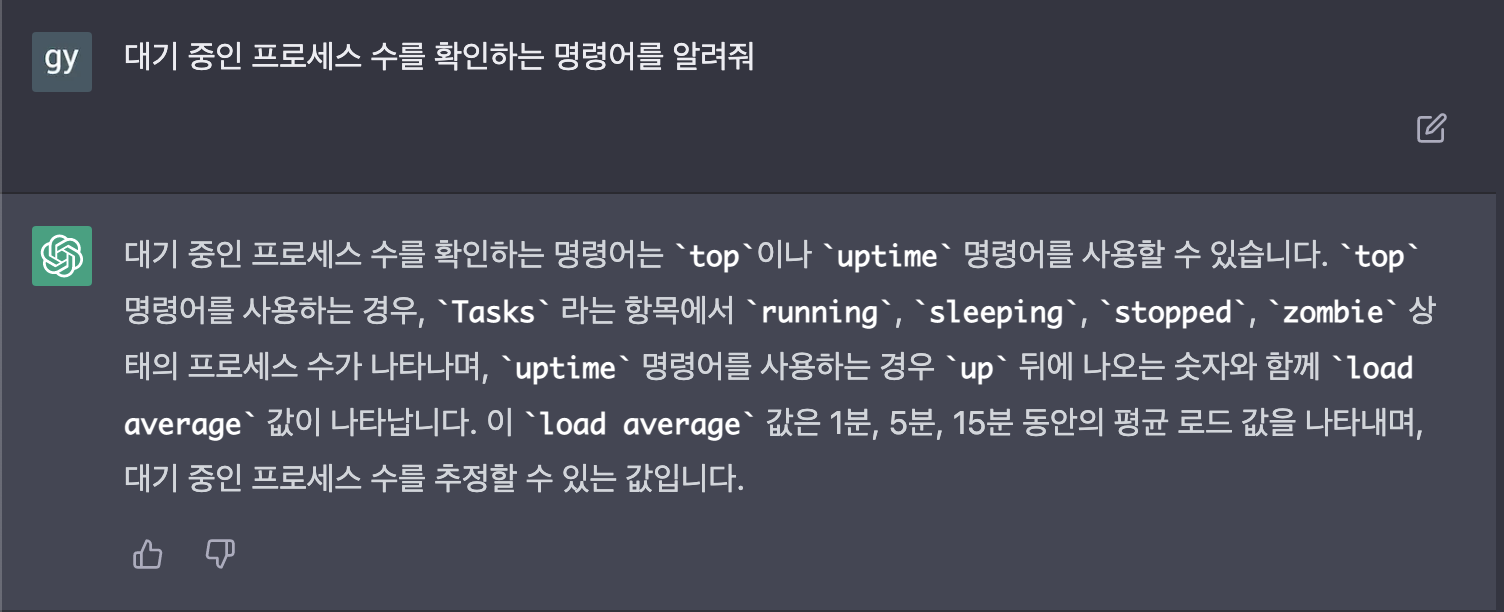 gy
대기 중인 프로세스 수를 확인하는 명령어를 알려줘
대기 중인 프로세스 수를 확인하는 명령어는 `top`이나 `uptime` 명령어를 사용할 수 있습니다. `top`
명령어를 사용하는 경우, `Tasks` 라는 항목에서 `running`, `sleeping`, `stopped`, `zombie` 상
태의 프로세스 수가 나타나며, `uptime` 명령어를 사용하는 경우 `up` 뒤에 나오는 숫자와 함께 `load
average` 값이 나타납니다. 이 `load average` 값은 1분, 5분, 15분 동안의 평균 로드 값을 나타내며,
대기 중인 프로세스 수를 추정할 수 있는 값입니다.